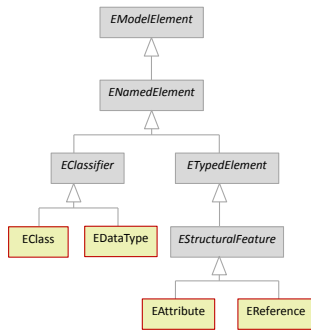 EModelElement
ENamedElement
EClassifier
ETypedElement
EClass
EDataType
EStructuralFeature
EAttribute
EReference